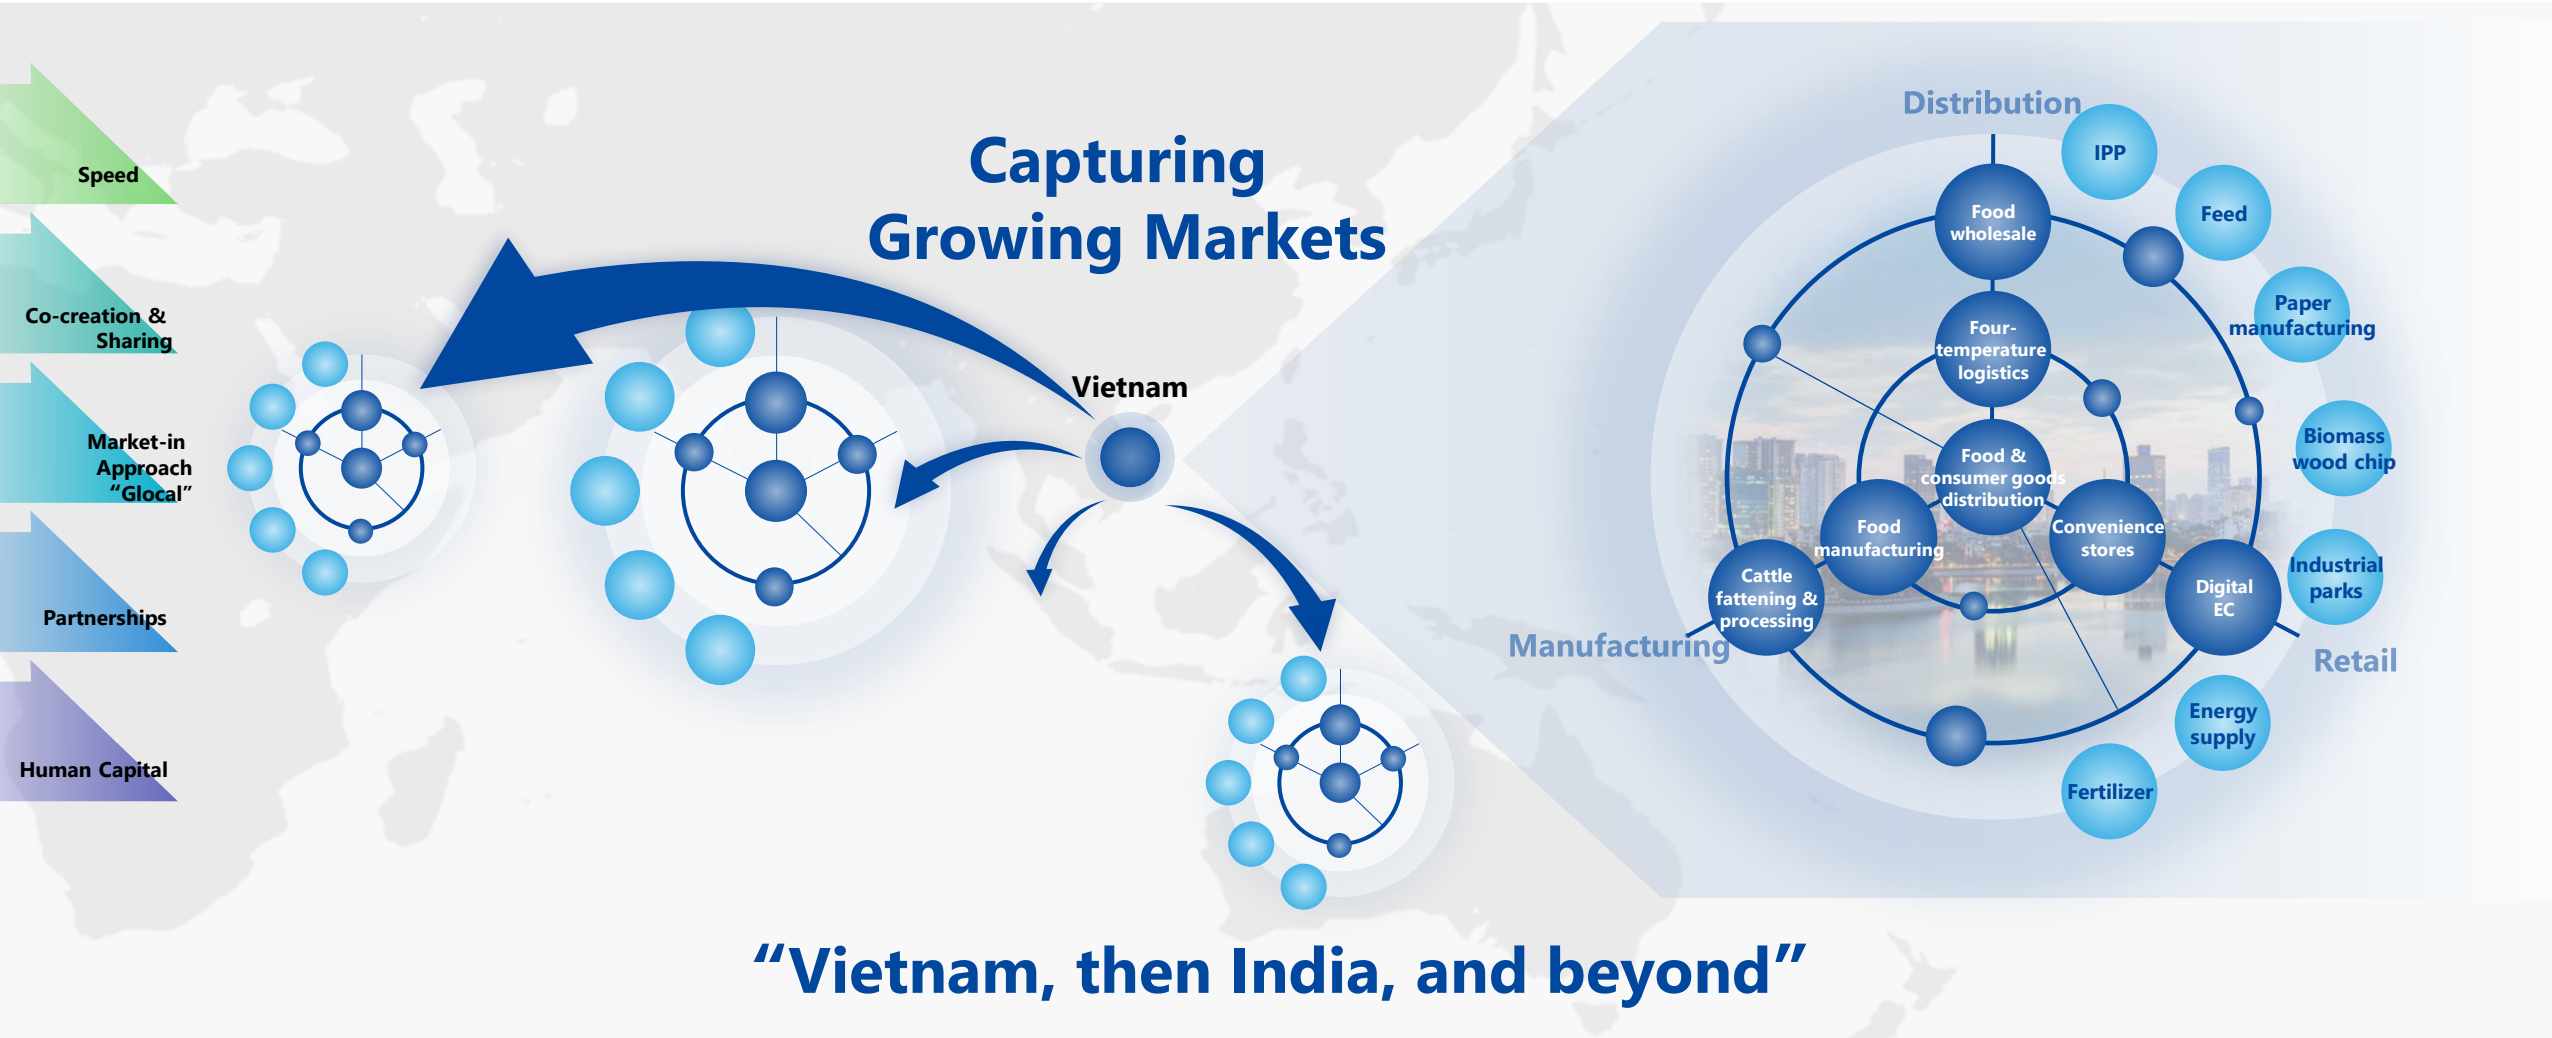 Speed
Co-creation &
Sharing
Market-in
Approach
“Glocal”
Partnerships
Human Capital
Capturing
Growing Markets
Vietnam
“Vietnam, then India, and beyond”
Distribution
Manufacturing
Retail
Food
wholesale
Four-
temperature
logistics
Food &
consumer goods
distribution
Food
manufacturing
Convenience
stores
Cattle
fattening &
processing
Digital
EC
IPP
Feed
Paper
manufacturing
Biomass
wood chip
Industrial
parks
Energy
supply
Fertilizer